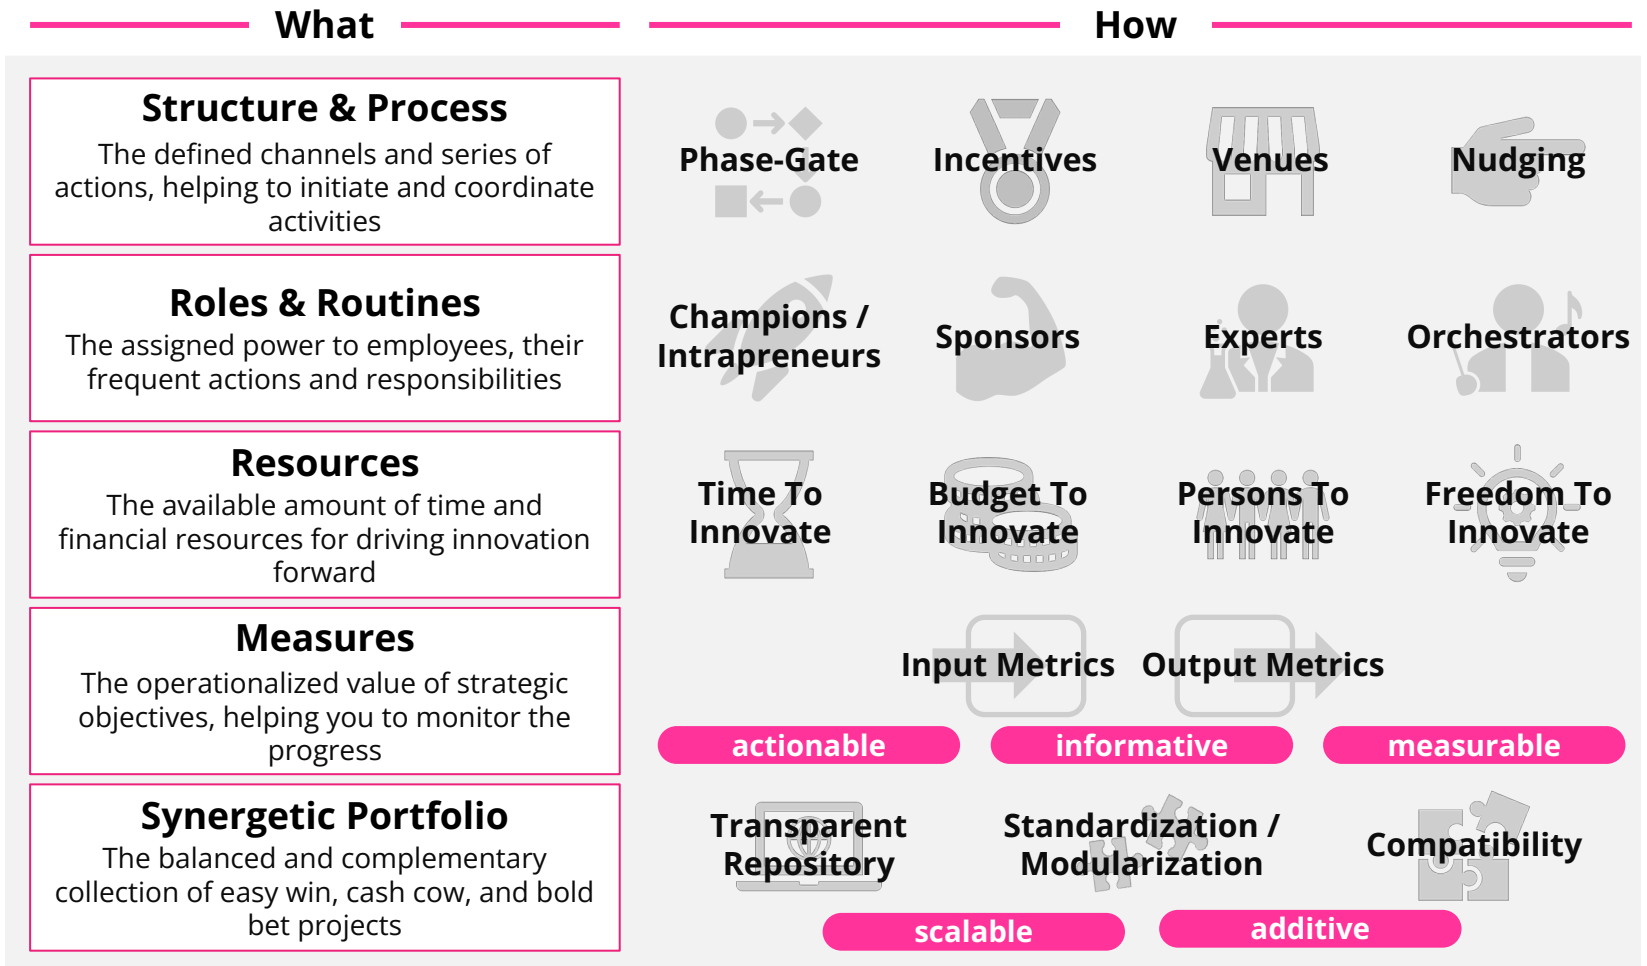 What
How
Structure & Process
The defined channels and series of
actions, helping to initiate and coordinate
activities
Phase-Gate
Incentives
Venues
Nudging
Roles & Routines
The assigned power to employees, their
frequent actions and responsibilities
Champions /
Intrapreneurs
Sponsors
Experts
Orchestrators
Resources
The available amount of time and
financial resources for driving innovation
forward
Time To
Innovate
Budget To
Innovate
Persons To
Innovate
Freedom To
Innovate
Measures
The operationalized value of strategic
objectives, helping you to monitor the
progress
Input Metrics
Output Metrics
actionable
informative
measurable
Synergetic Portfolio
The balanced and complementary
collection of easy win, cash cow, and bold
bet projects
Transparent
Repository
Standardization /
Modularization
Compatibility
scalable
additive